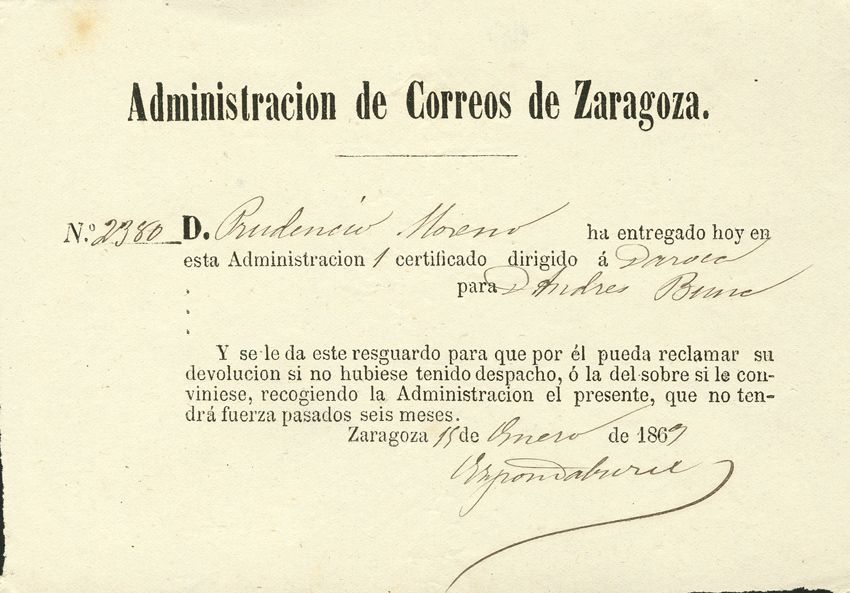 Administracion de Correos de Zaragoza.
N.º 2380 D. Prudencio Moreno ha entregado hoy en
esta Administracion 1 certificado dirigido á Daroca
para D Andres
Y se le da este resguardo para que por él pueda reclamar su
devolucion si no hubiese tenido despacho, ó la del sobre si le con-
viniese, recogiendo la Administracion el presente, que no ten-
drá fuerza pasados seis meses.
Zaragoza 15 de Enero de 1869